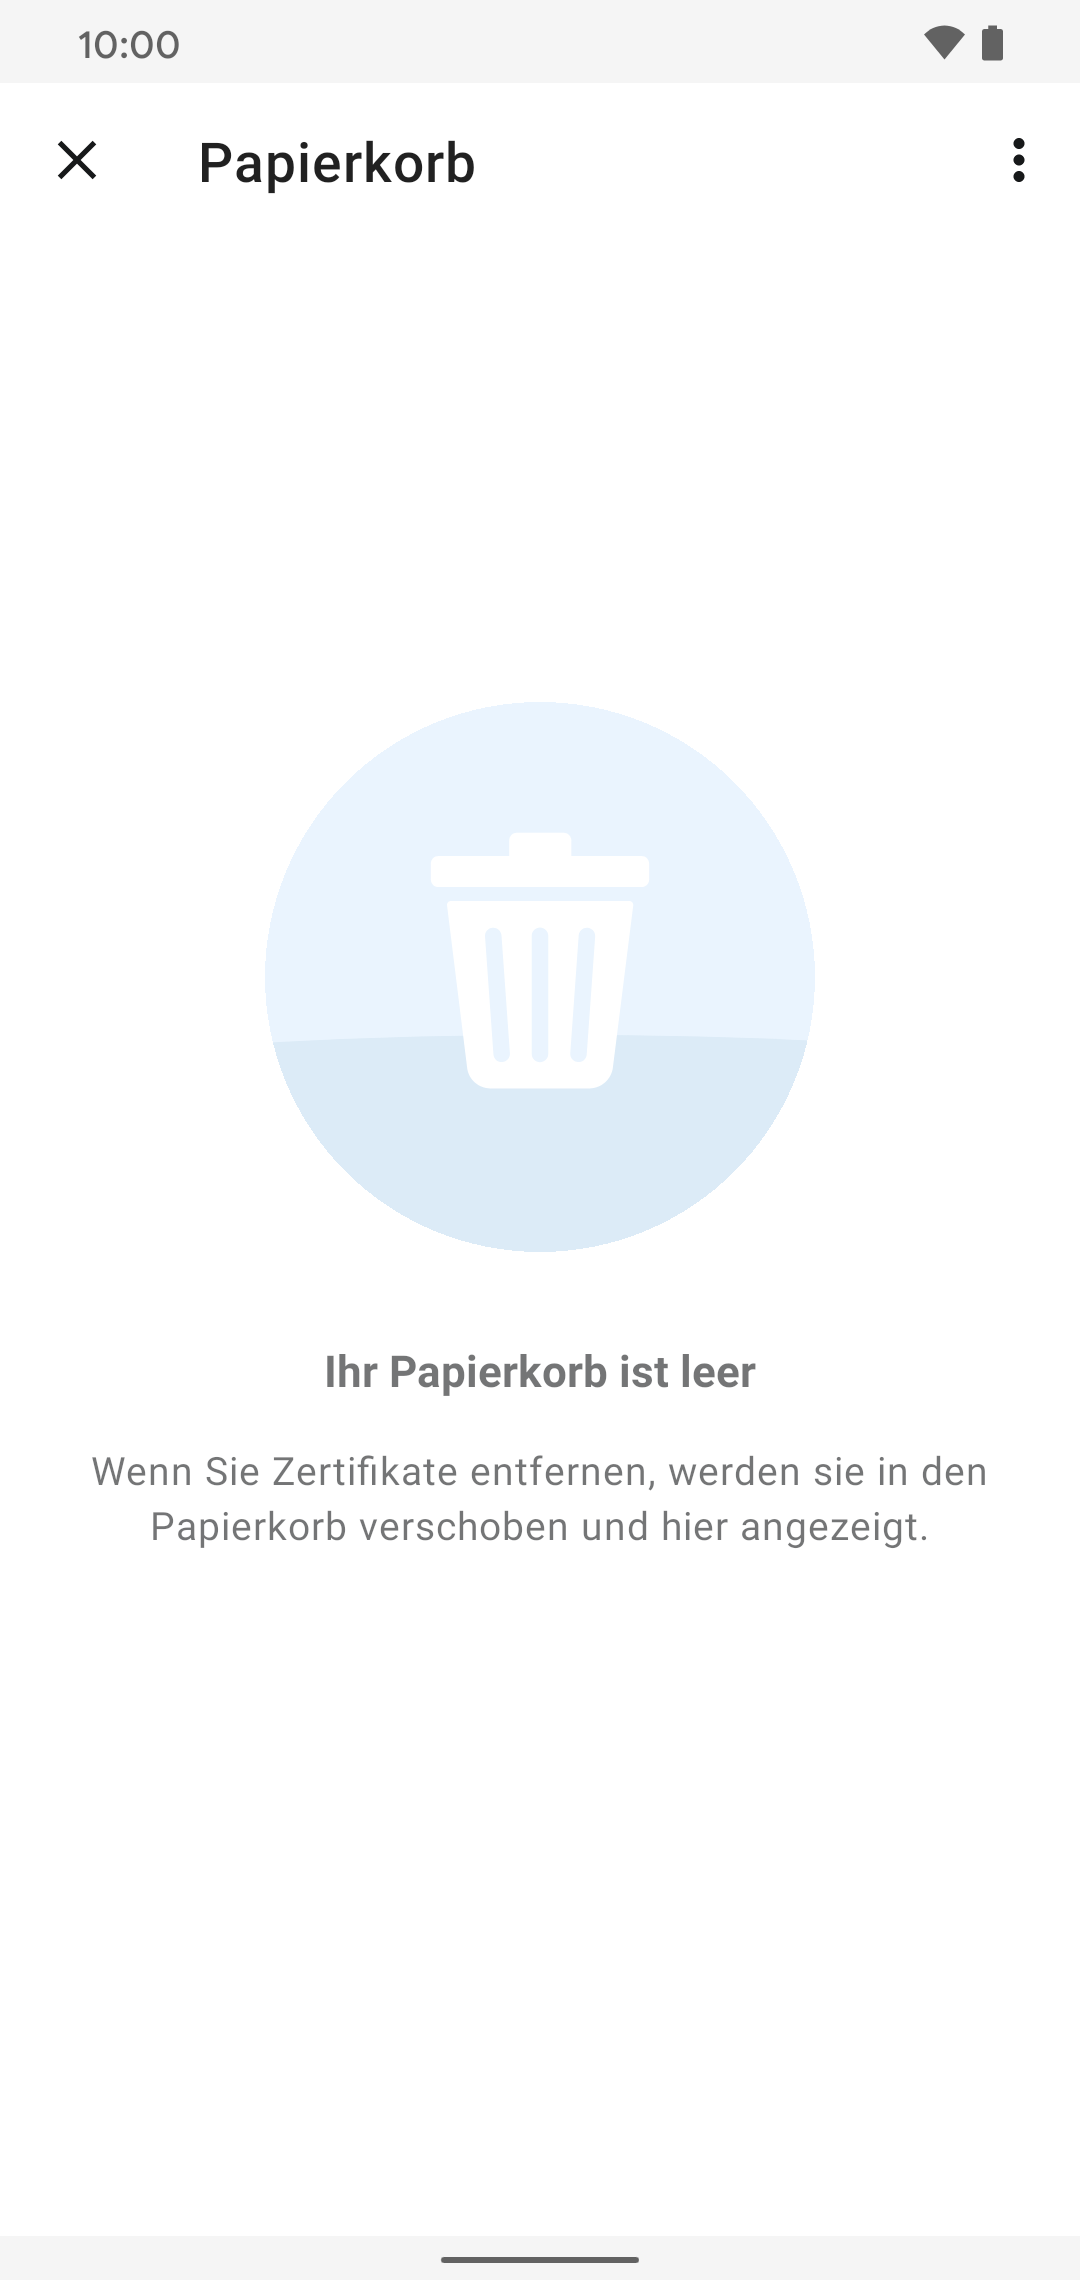 10:00
Papierkorb
Ihr Papierkorb ist leer
Wenn Sie Zertifikate entfernen, werden sie in den
Papierkorb verschoben und hier angezeigt.